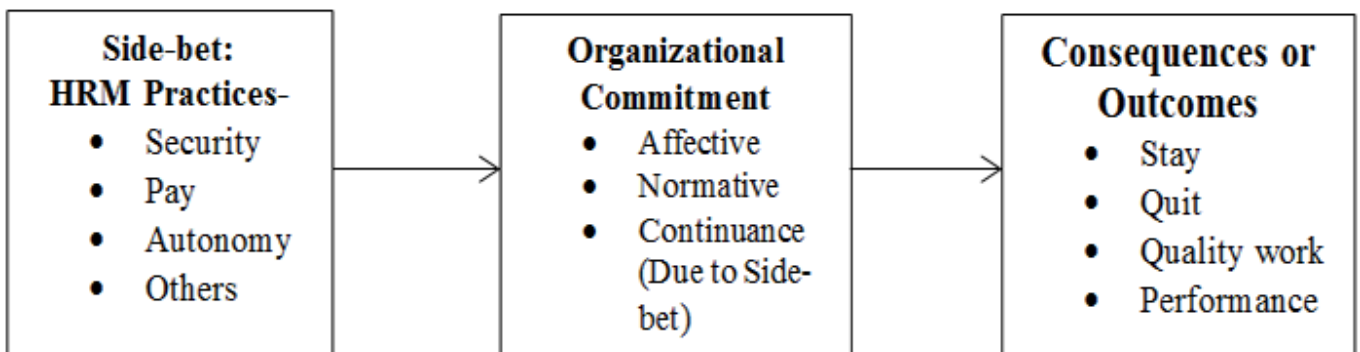 Side-bet:
HRM Practices-
• Security
• Pay
• Autonomy
• Others
Organizational
Commitment
• Affective
• Normative
• Continuance
(Due to Side-
bet)
Consequences or
Outcomes
• Stay
• Quit
• Quality work
• Performance